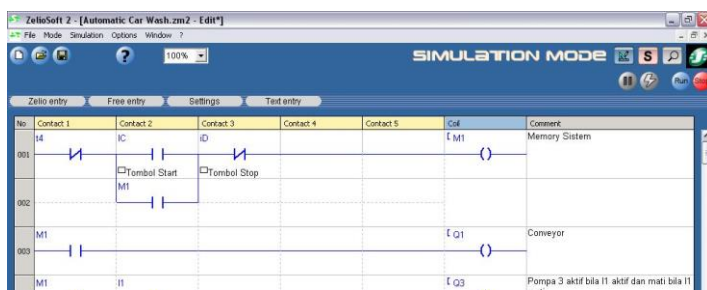 ZelioSoft 2 - [Automatic Car Wash.zm2 - Edit*]
File Mode Simulation Options Window ?
100%
SIMULATION MODE
S
Run
Zelio entry Free entry Settings Text entry
No Contact 1 Contact 2 Contact 3 Contact 4 Contact 5 Coil Comment
t4 IC iD [ M1 Memory Sistem
001
Tombol Start Tombol Stop
M1
002
M1 [ Q1 Conveyor
003
M1 I1 [ Q3 Pompa 3 aktif bila I1 aktif dan mati bila I1